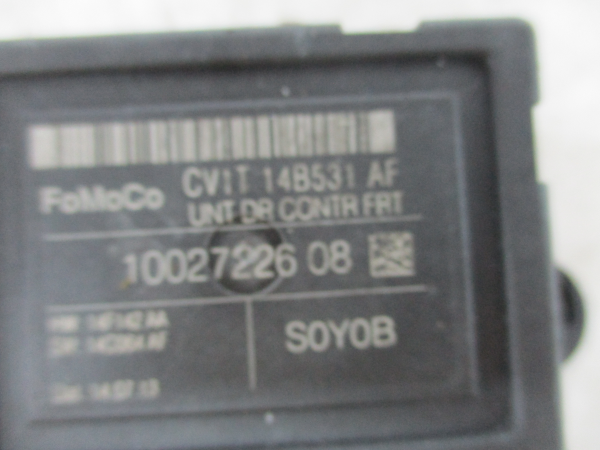 FoMoCo CV1T 14B531 AF
UNT DR CONTR FRT
10027226 08
S0Y0B